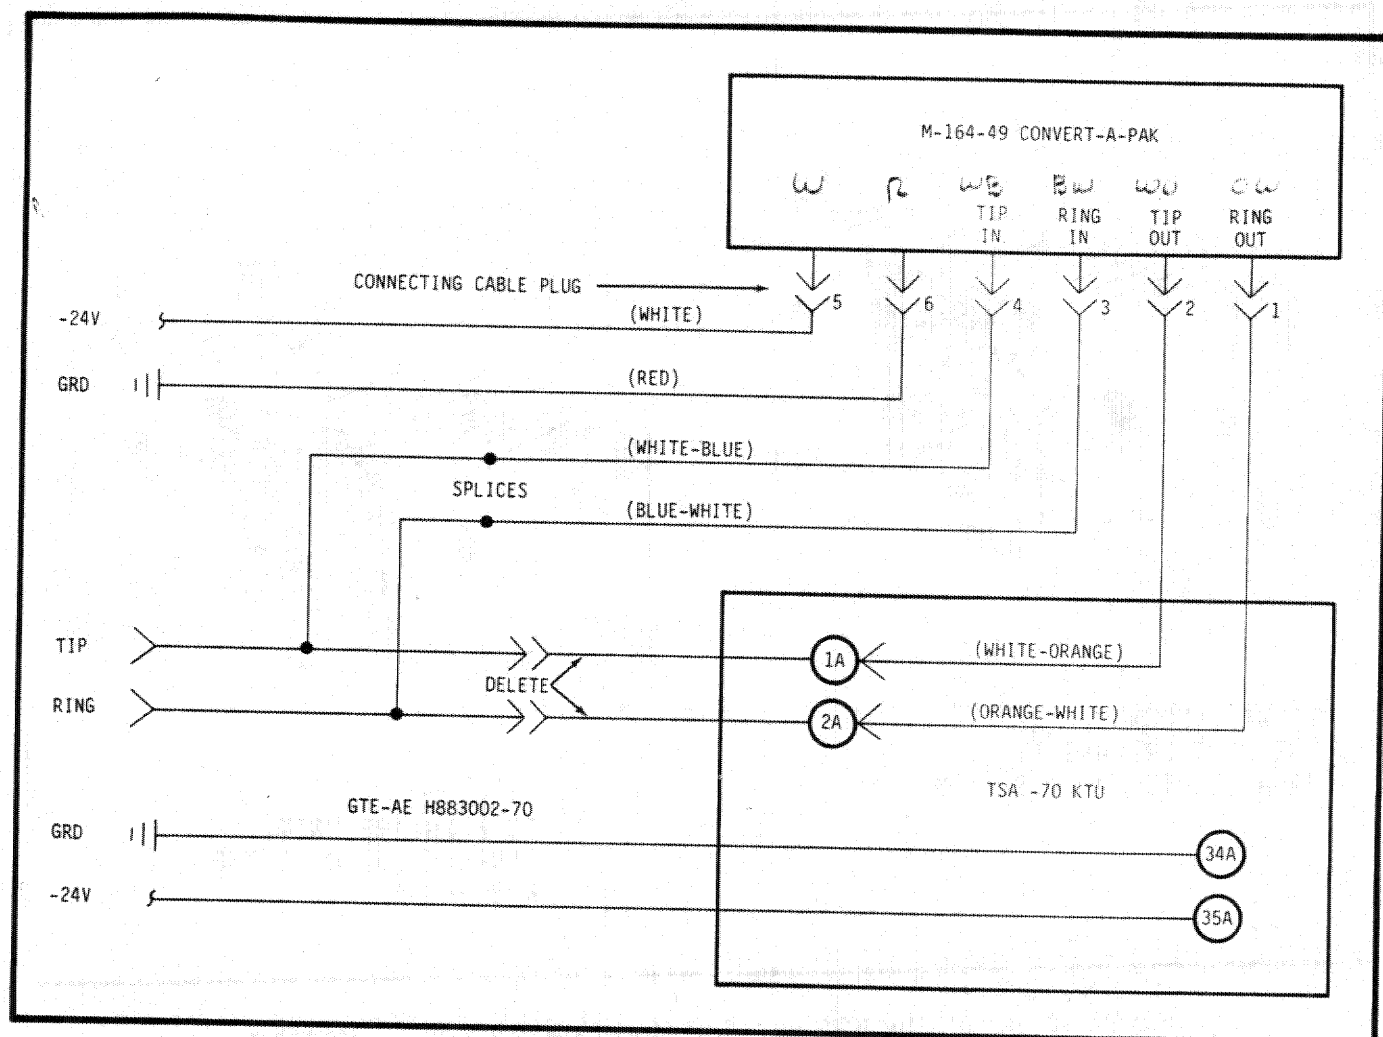 M-164-49 CONVERT-A-PAK
W R WB BW WO OW
TIP IN
RING IN
TIP OUT
RING OUT
CONNECTING CABLE PLUG
5 6 4 3 2 1
-24V
(WHITE)
GRD
(RED)
(WHITE-BLUE)
SPLICES
(BLUE-WHITE)
TIP
1A
(WHITE-ORANGE)
DELETE
RING
2A
(ORANGE-WHITE)
TSA -70 KTU
GTE-AE H883002-70
GRD
34A
-24V
35A